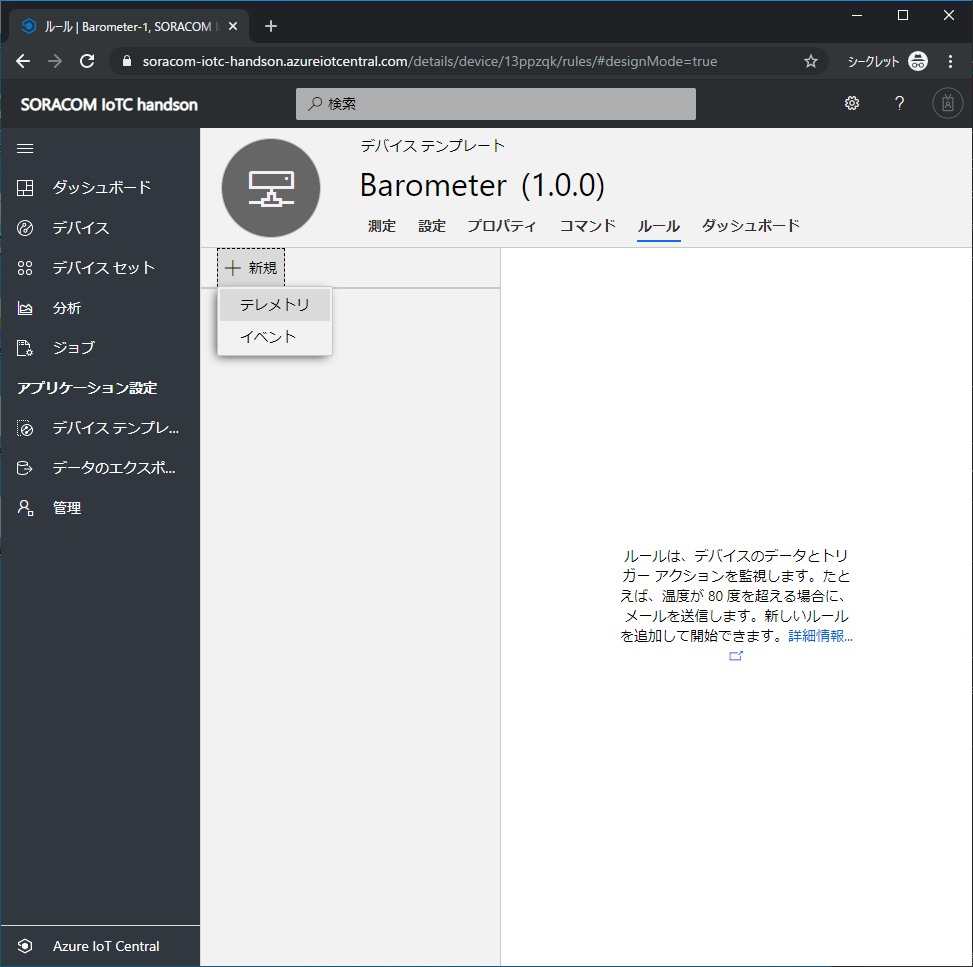 ルール | Barometer-1, SORACOM I
soracom-iotc-handson.azureiotcentral.com/details/device/13ppzqk/rules/#designMode=true
シークレット
SORACOM IoTC handson
検索
?
ダッシュボード
デバイス
デバイス セット
分析
ジョブ
アプリケーション設定
デバイス テンプレ...
データのエクスポ...
管理
Azure IoT Central
デバイス テンプレート
Barometer (1.0.0)
測定 設定 プロパティ コマンド ルール ダッシュボード
新規
テレメトリ
イベント
ルールは、デバイスのデータとトリ
ガー アクションを監視します。たと
えば、温度が 80 度を超える場合に、
メールを送信します。新しいルール
を追加して開始できます。詳細情報...